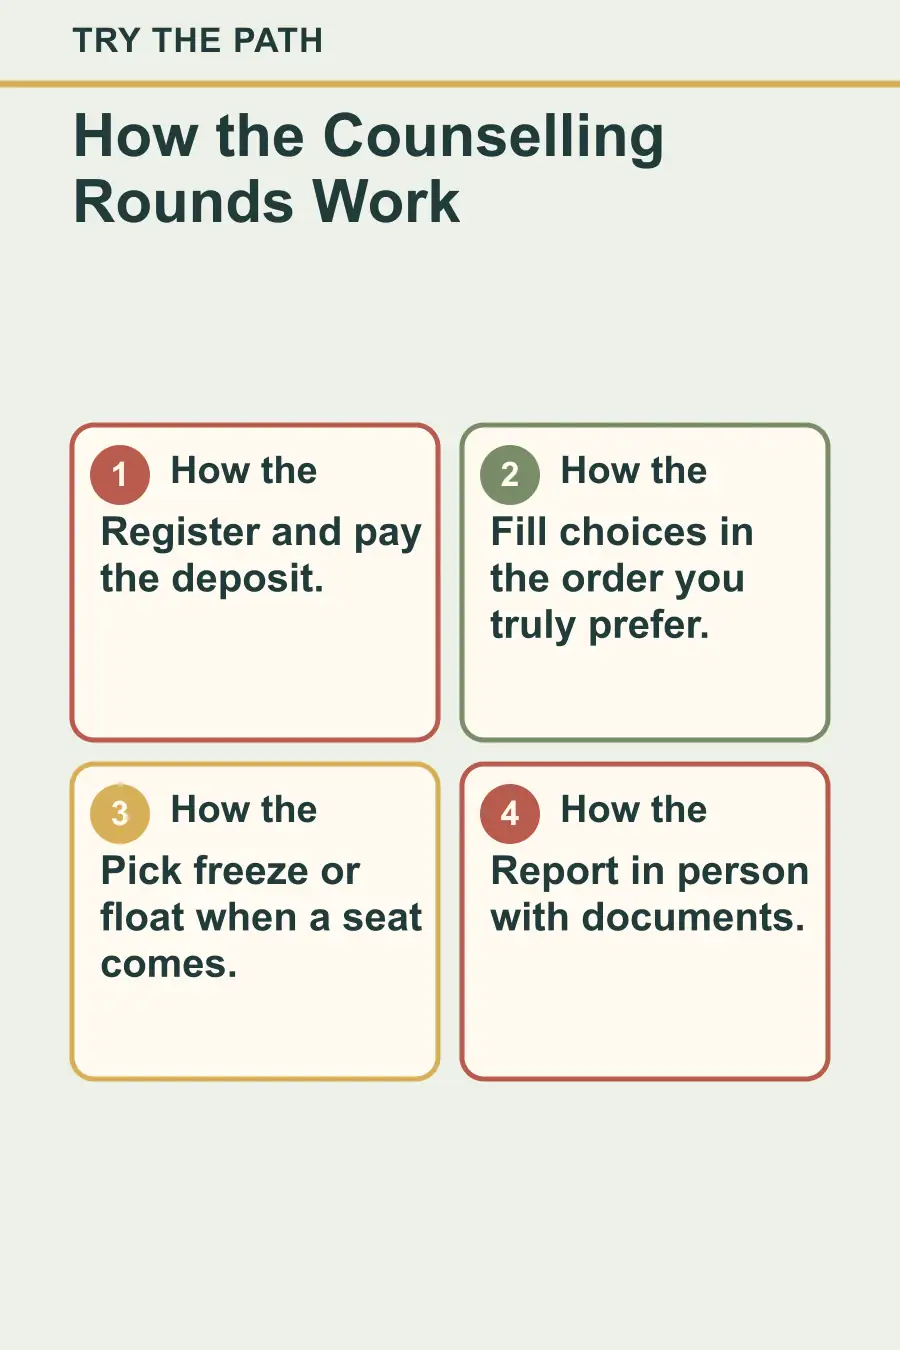 TRY THE PATH
How the Counselling
Rounds Work
1 How the
Register and pay
the deposit.
2 How the
Fill choices in
the order you
truly prefer.
3 How the
Pick freeze or
float when a seat
comes.
4 How the
Report in person
with documents.